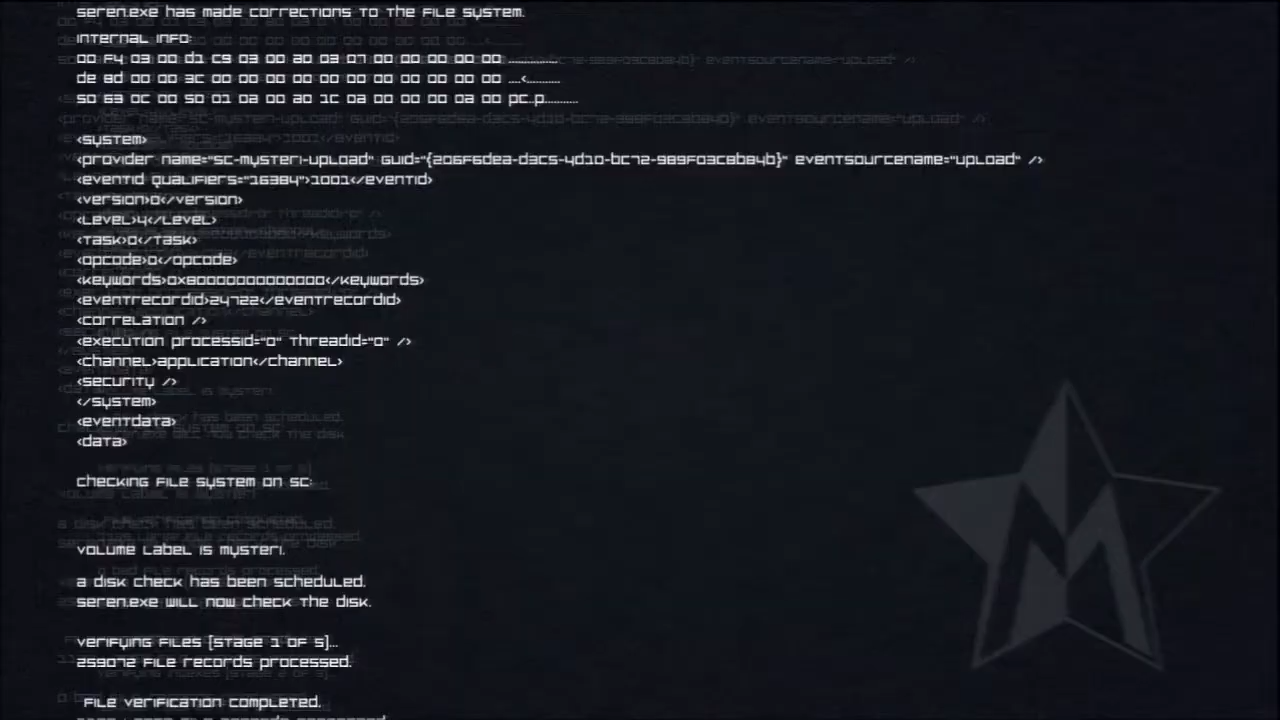 seren.exe has made corrections to the file system.
internal info:
00 f4 03 00 d1 c9 03 00 a0 03 07 00 00 00 00 00 ..............
de 8d 00 00 3c 00 00 00 00 00 00 00 00 00 00 00 ....<..........
50 63 0c 00 50 01 0a 00 a0 1c 0a 00 00 00 0a 00 pc..p..........
<system>
<provider name="sc-mysteri-upload" guid="{206f6dea-d3c5-4d10-bc72-989f03c8b84b}" eventsourcename="upload" />
<eventid qualifiers="16384">1001</eventid>
<version>0</version>
<level>4</level>
<task>0</task>
<opcode>0</opcode>
<keywords>0x80000000000000</keywords>
<eventrecordid>24722</eventrecordid>
<correlation />
<execution processid="0" threadid="0" />
<channel>application</channel>
<security />
</system>
<eventdata>
<data>
checking file system on sc:
volume label is mysteri.
a disk check has been scheduled.
seren.exe will now check the disk.
verifying files [stage 1 of 5]...
259072 file records processed.
file verification completed.
M